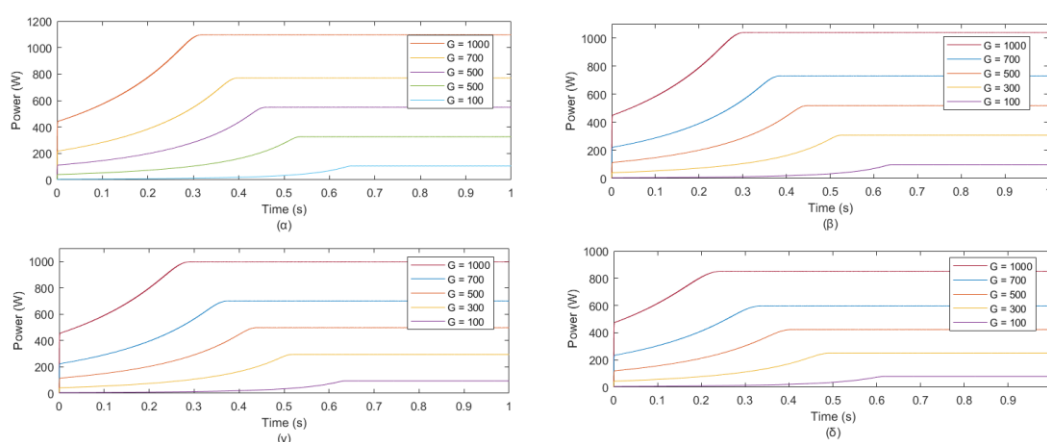 1200
1000
800
600
400
200
0
Power (W)
0 0.1 0.2 0.3 0.4 0.5 0.6 0.7 0.8 0.9 1
Time (s)
(α)
G = 1000
G = 700
G = 500
G = 500
G = 100
1000
800
600
400
200
0
Power (W)
0 0.1 0.2 0.3 0.4 0.5 0.6 0.7 0.8 0.9
Time (s)
(β)
G = 1000
G = 700
G = 500
G = 300
G = 100
1000
800
600
400
200
0
Power (W)
0 0.1 0.2 0.3 0.4 0.5 0.6 0.7 0.8 0.9 1
Time (s)
(γ)
G = 1000
G = 700
G = 500
G = 300
G = 100
1000
800
600
400
200
0
Power (W)
0 0.1 0.2 0.3 0.4 0.5 0.6 0.7 0.8 0.9
Time (s)
(δ)
G = 1000
G = 700
G = 500
G = 300
G = 100